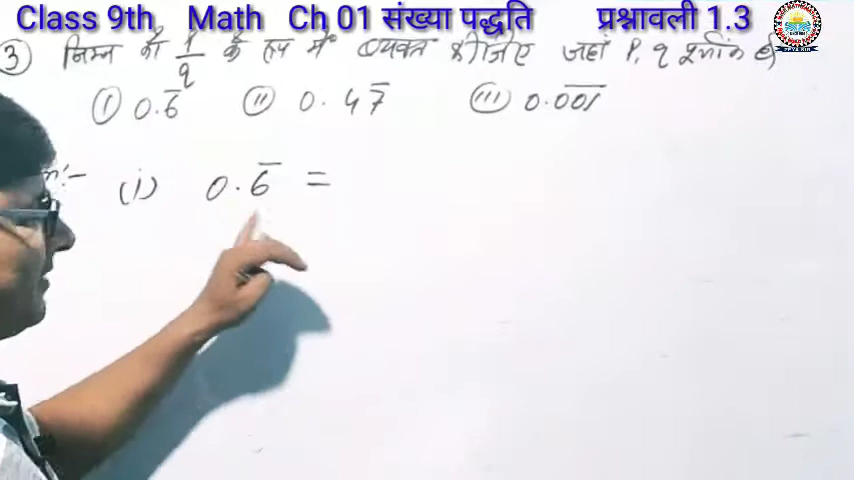 Class 9th Math Ch 01 संख्या पद्धति प्रश्नावली 1.3
③ निम्न को p/q के रूप में व्यक्त कीजिए जहां P, q
(i) 0.6̅ (ii) 0.47̅ (iii) 0.0̅0̅1̅
(i) 0.6̅ =